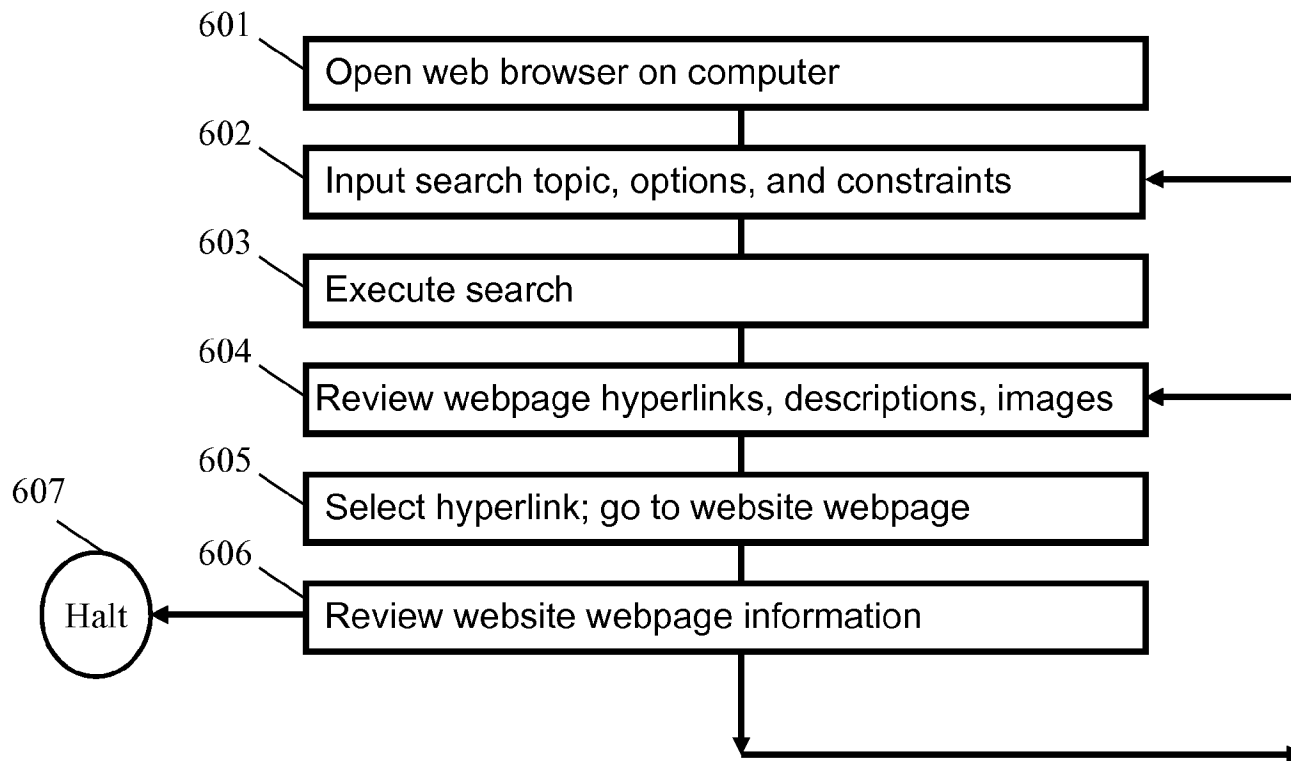 601
Open web browser on computer
602
Input search topic, options, and constraints
603
Execute search
604
Review webpage hyperlinks, descriptions, images
605
Select hyperlink; go to website webpage
607
606
Halt
Review website webpage information